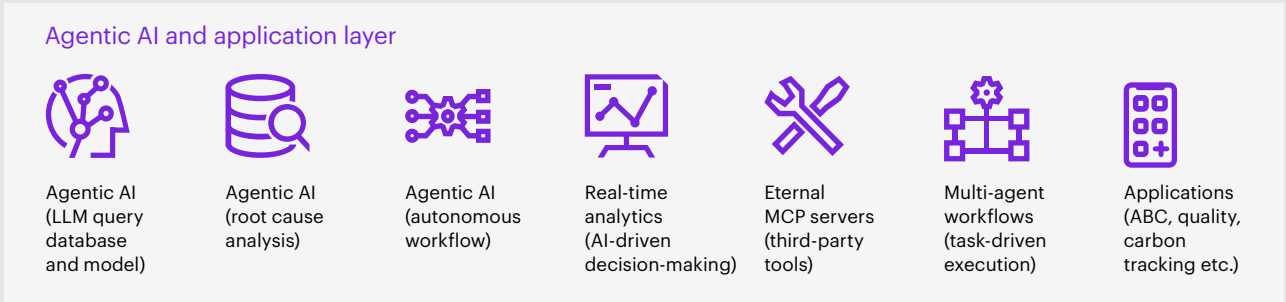 Agentic AI and application layer
Agentic AI
(LLM query
database
and model)
Agentic AI
(root cause
analysis)
Agentic AI
(autonomous
workflow)
Real-time
analytics
(AI-driven
decision-making)
Eternal
MCP servers
(third-party
tools)
Multi-agent
workflows
(task-driven
execution)
Applications
(ABC, quality,
carbon
tracking etc.)